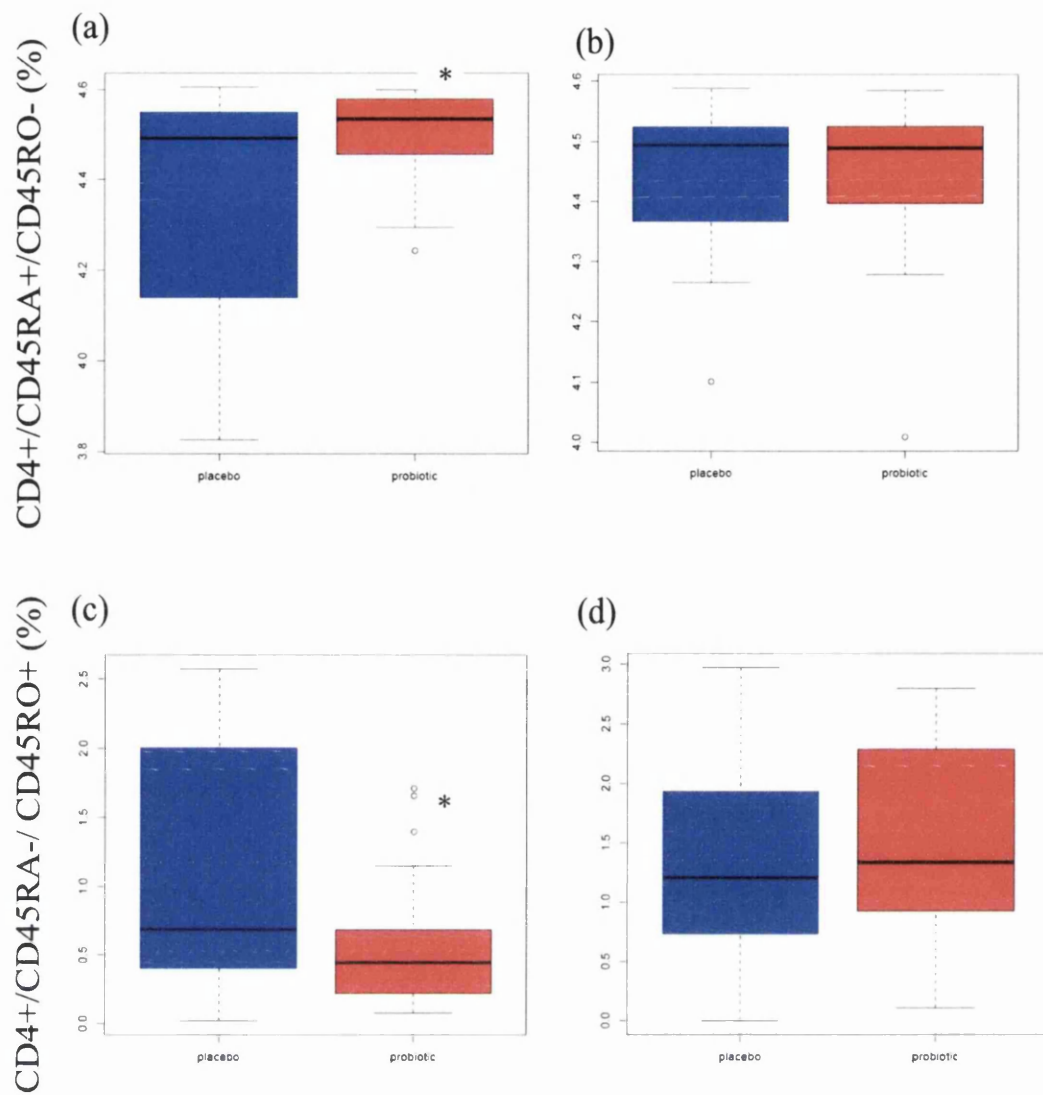 (a)
(b)
CD4+/CD45RA+/CD45RO- (%)
4.6
4.4
4.2
4.0
3.8
*
placebo
probiotic
4.6
4.5
4.4
4.3
4.2
4.1
4.0
placebo
probiotic
(c)
(d)
CD4+/CD45RA-/ CD45RO+ (%)
2.5
2.0
1.5
1.0
0.5
0.0
*
placebo
probiotic
3.0
2.5
2.0
1.5
1.0
0.5
0.0
placebo
probiotic